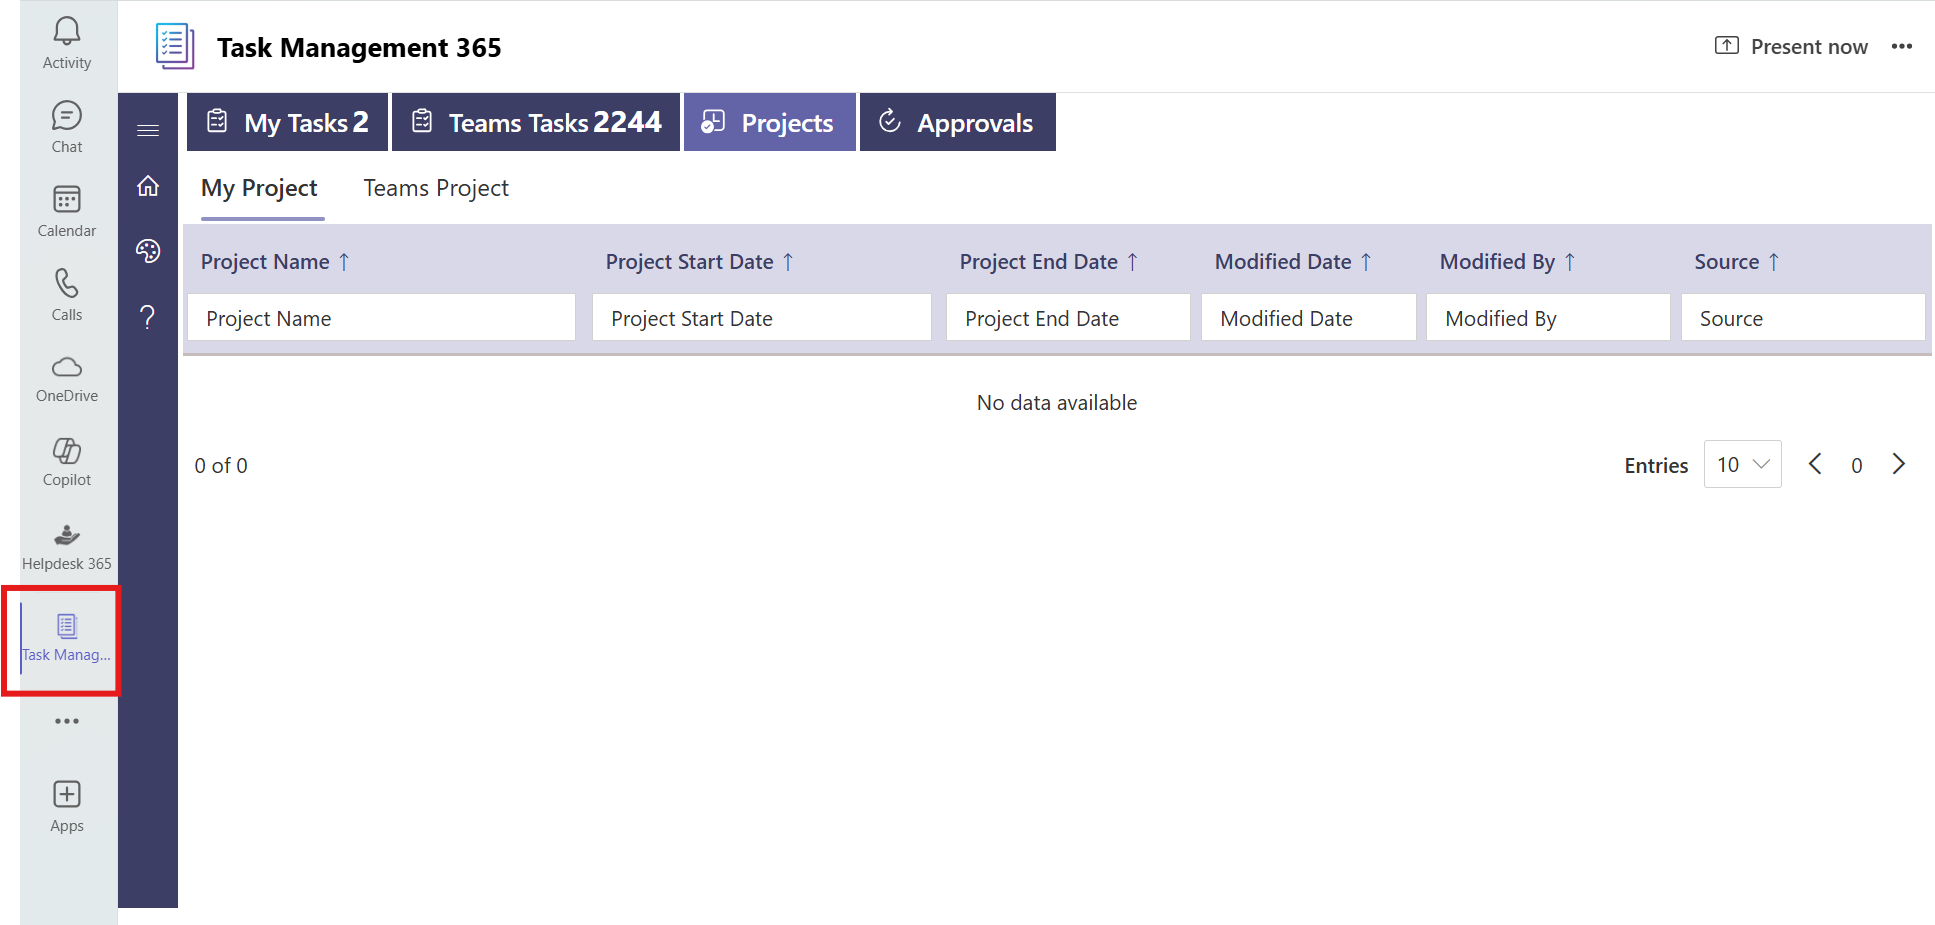 Activity
Chat
Calendar
Calls
OneDrive
Copilot
Helpdesk 365
Task Manag...
Apps
Task Management 365
Present now
My Tasks 2
Teams Tasks 2244
Projects
Approvals
My Project
Teams Project
Project Name ↑
Project Start Date ↑
Project End Date ↑
Modified Date ↑
Modified By ↑
Source ↑
Project Name
Project Start Date
Project End Date
Modified Date
Modified By
Source
No data available
0 of 0
Entries
10
0